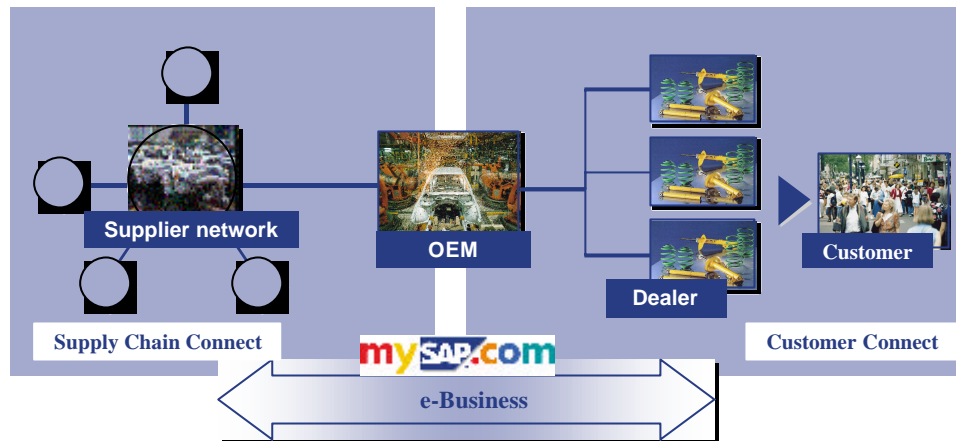 Supplier network
OEM
Dealer
Customer
Supply Chain Connect
Customer Connect
mySAP.com
e-Business